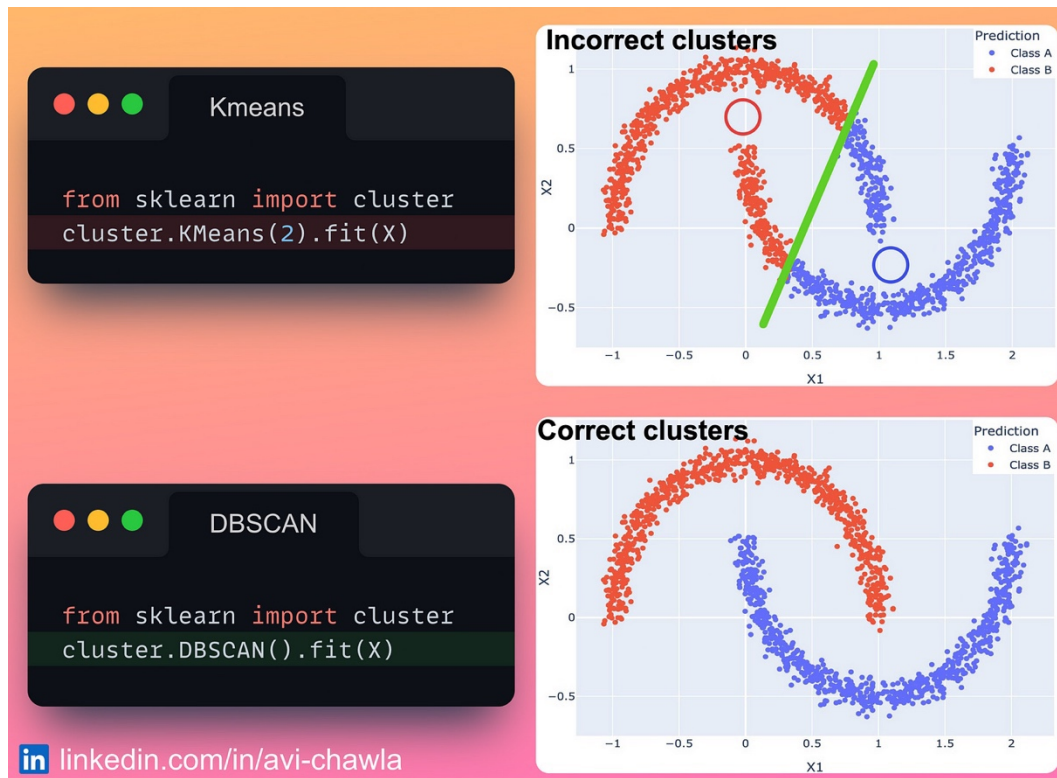 Kmeans
from sklearn import cluster
cluster.KMeans(2).fit(X)
Incorrect clusters
Prediction
Class A
Class B
1
0.5
0
−0.5
X2
−1
−0.5
0
0.5
1
1.5
2
X1
DBSCAN
from sklearn import cluster
cluster.DBSCAN().fit(X)
Correct clusters
Prediction
Class A
Class B
1
0.5
0
−0.5
X2
−1
−0.5
0
0.5
1
1.5
2
X1
in linkedin.com/in/avi-chawla